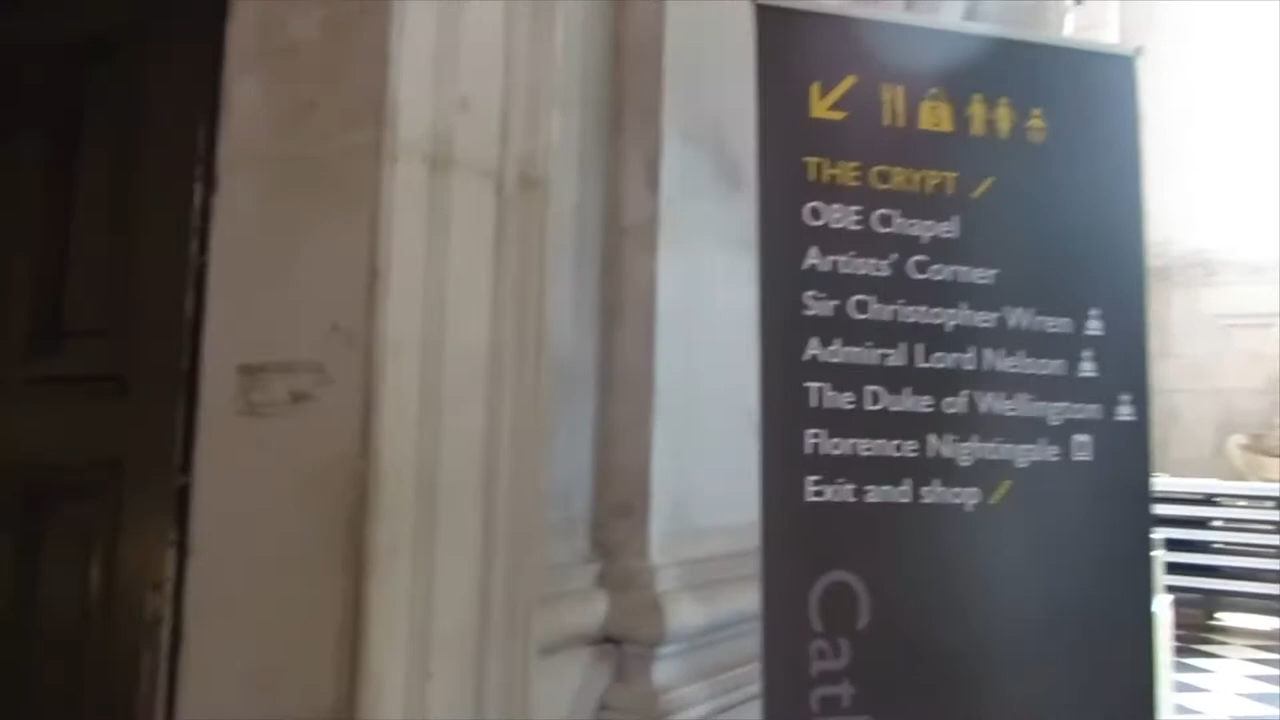 THE CRYPT
OBE Chapel
Artists' Corner
Sir Christopher Wren
Admiral Lord Nelson
The Duke of Wellington
Florence Nightingale
Exit and shop
Cat